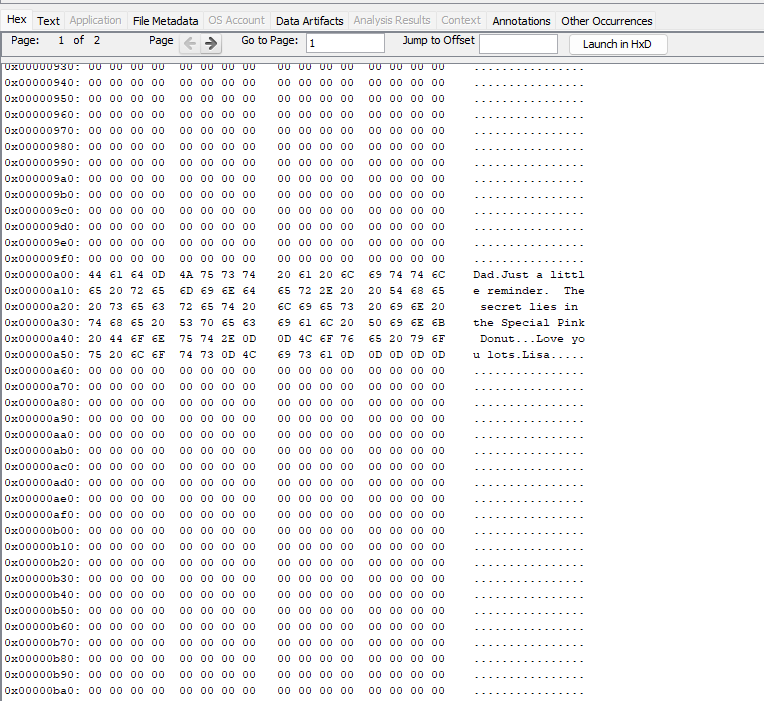 Hex Text Application File Metadata OS Account Data Artifacts Analysis Results Context Annotations Other Occurrences
Page: 1 of 2 Page Go to Page: 1 Jump to Offset Launch in HxD
0x00000930: 00 00 00 00 00 00 00 00 00 00 00 00 00 00 00 00 ................
0x00000940: 00 00 00 00 00 00 00 00 00 00 00 00 00 00 00 00 ................
0x00000950: 00 00 00 00 00 00 00 00 00 00 00 00 00 00 00 00 ................
0x00000960: 00 00 00 00 00 00 00 00 00 00 00 00 00 00 00 00 ................
0x00000970: 00 00 00 00 00 00 00 00 00 00 00 00 00 00 00 00 ................
0x00000980: 00 00 00 00 00 00 00 00 00 00 00 00 00 00 00 00 ................
0x00000990: 00 00 00 00 00 00 00 00 00 00 00 00 00 00 00 00 ................
0x000009a0: 00 00 00 00 00 00 00 00 00 00 00 00 00 00 00 00 ................
0x000009b0: 00 00 00 00 00 00 00 00 00 00 00 00 00 00 00 00 ................
0x000009c0: 00 00 00 00 00 00 00 00 00 00 00 00 00 00 00 00 ................
0x000009d0: 00 00 00 00 00 00 00 00 00 00 00 00 00 00 00 00 ................
0x000009e0: 00 00 00 00 00 00 00 00 00 00 00 00 00 00 00 00 ................
0x000009f0: 00 00 00 00 00 00 00 00 00 00 00 00 00 00 00 00 ................
0x00000a00: 44 61 64 0D 4A 75 73 74 20 61 20 6C 69 74 74 6C Dad.Just a littl
0x00000a10: 65 20 72 65 6D 69 6E 64 65 72 2E 20 20 54 68 65 e reminder.  The
0x00000a20: 20 73 65 63 72 65 74 20 6C 69 65 73 20 69 6E 20  secret lies in
0x00000a30: 74 68 65 20 53 70 65 63 69 61 6C 20 50 69 6E 6B the Special Pink
0x00000a40: 20 44 6F 6E 75 74 2E 0D 0D 4C 6F 76 65 20 79 6F  Donut...Love yo
0x00000a50: 75 20 6C 6F 74 73 0D 4C 69 73 61 0D 0D 0D 0D 0D u lots.Lisa.....
0x00000a60: 00 00 00 00 00 00 00 00 00 00 00 00 00 00 00 00 ................
0x00000a70: 00 00 00 00 00 00 00 00 00 00 00 00 00 00 00 00 ................
0x00000a80: 00 00 00 00 00 00 00 00 00 00 00 00 00 00 00 00 ................
0x00000a90: 00 00 00 00 00 00 00 00 00 00 00 00 00 00 00 00 ................
0x00000aa0: 00 00 00 00 00 00 00 00 00 00 00 00 00 00 00 00 ................
0x00000ab0: 00 00 00 00 00 00 00 00 00 00 00 00 00 00 00 00 ................
0x00000ac0: 00 00 00 00 00 00 00 00 00 00 00 00 00 00 00 00 ................
0x00000ad0: 00 00 00 00 00 00 00 00 00 00 00 00 00 00 00 00 ................
0x00000ae0: 00 00 00 00 00 00 00 00 00 00 00 00 00 00 00 00 ................
0x00000af0: 00 00 00 00 00 00 00 00 00 00 00 00 00 00 00 00 ................
0x00000b00: 00 00 00 00 00 00 00 00 00 00 00 00 00 00 00 00 ................
0x00000b10: 00 00 00 00 00 00 00 00 00 00 00 00 00 00 00 00 ................
0x00000b20: 00 00 00 00 00 00 00 00 00 00 00 00 00 00 00 00 ................
0x00000b30: 00 00 00 00 00 00 00 00 00 00 00 00 00 00 00 00 ................
0x00000b40: 00 00 00 00 00 00 00 00 00 00 00 00 00 00 00 00 ................
0x00000b50: 00 00 00 00 00 00 00 00 00 00 00 00 00 00 00 00 ................
0x00000b60: 00 00 00 00 00 00 00 00 00 00 00 00 00 00 00 00 ................
0x00000b70: 00 00 00 00 00 00 00 00 00 00 00 00 00 00 00 00 ................
0x00000b80: 00 00 00 00 00 00 00 00 00 00 00 00 00 00 00 00 ................
0x00000b90: 00 00 00 00 00 00 00 00 00 00 00 00 00 00 00 00 ................
0x00000ba0: 00 00 00 00 00 00 00 00 00 00 00 00 00 00 00 00 ................